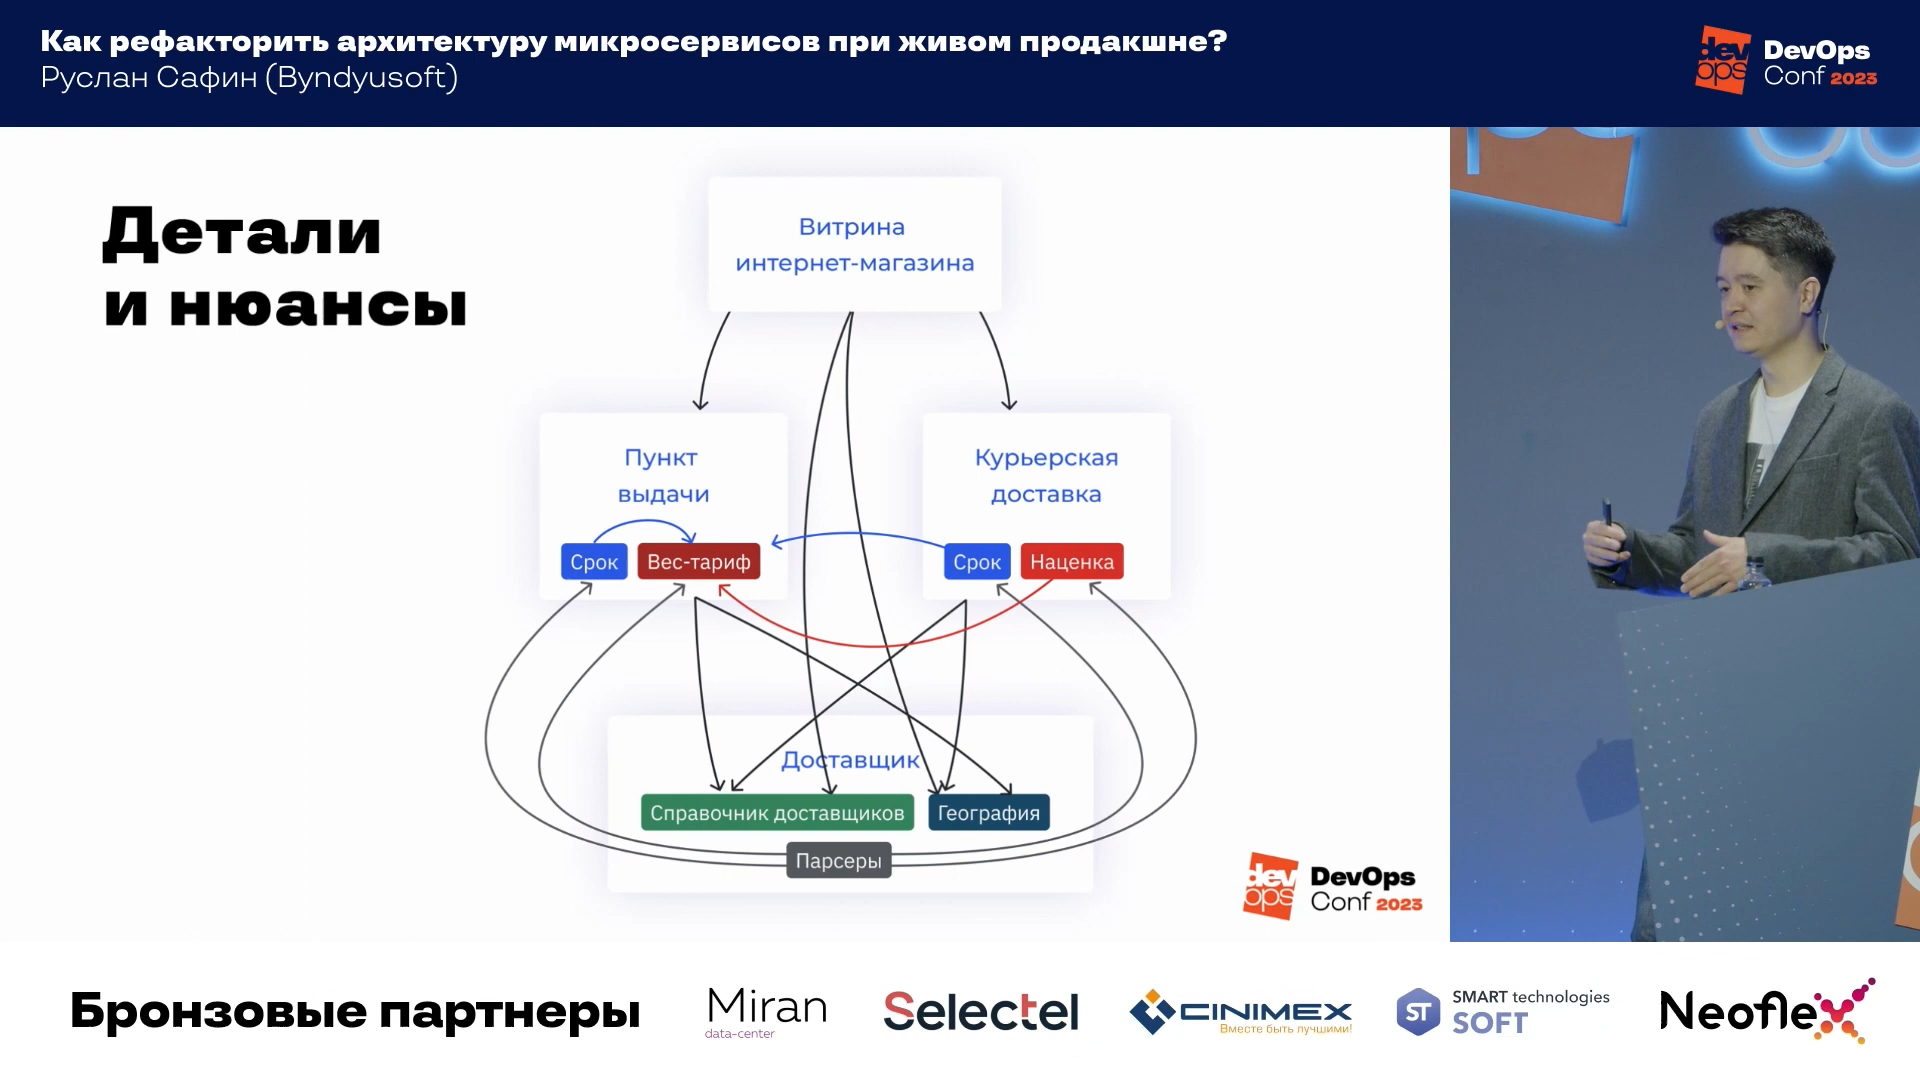 Как рефакторить архитектуру микросервисов при живом продакшне?
Руслан Сафин (Byndyusoft)
dev
ops
DevOps
Conf 2023
Детали
и нюансы
Витрина
интернет-магазина
Пункт
выдачи
Срок
Вес-тариф
Курьерская
доставка
Срок
Наценка
Доставщик
Справочник доставщиков
География
Парсеры
dev
ops
DevOps
Conf 2023
Бронзовые партнеры
Miran
data-center
Selectel
CINIMEX
Вместе быть лучшими!
ST
SMART technologies
SOFT
Neoflex